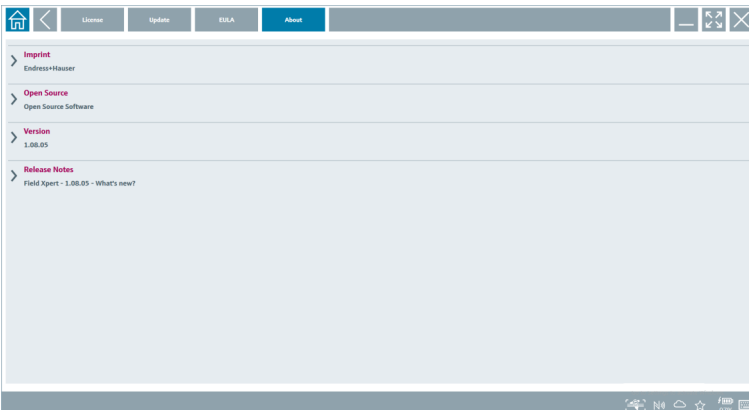 License
Update
EULA
About
Imprint
Endress+Hauser
Open Source
Open Source Software
Version
1.08.05
Release Notes
Field Xpert - 1.08.05 - What's new?